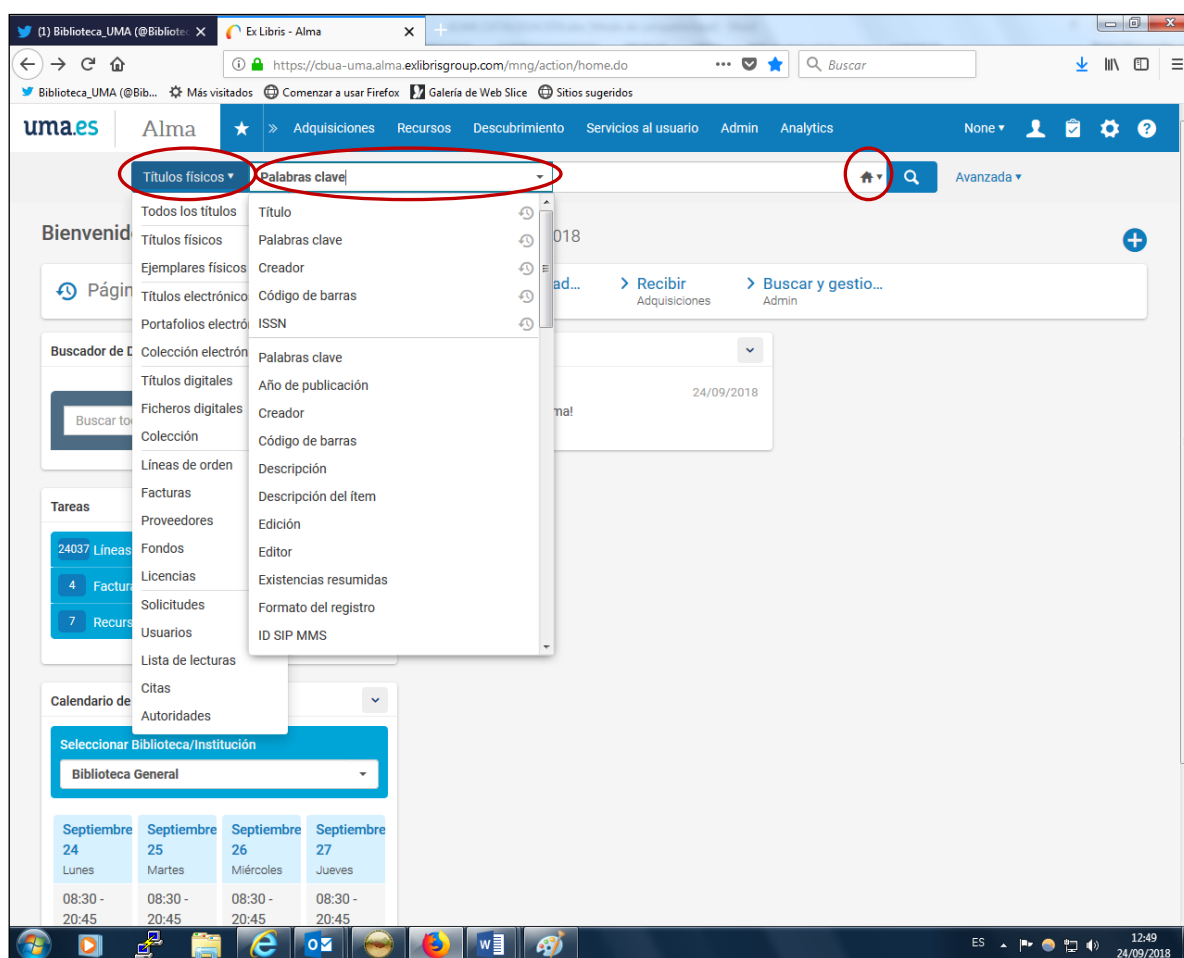 (1) Biblioteca_UMA (@Bibliotec
Ex Libris - Alma
https://cbua-uma.alma.exlibrisgroup.com/mng/action/home.do
Buscar
Biblioteca_UMA (@Bib...
Más visitados
Comenzar a usar Firefox
Galería de Web Slice
Sitios sugeridos
uma.es
Alma
Adquisiciones
Recursos
Descubrimiento
Servicios al usuario
Admin
Analytics
None
Títulos físicos
Palabras clave
Avanzada
Todos los títulos
Títulos físicos
Ejemplares físicos
Títulos electrónico
Portafolios electró
Colección electrón
Títulos digitales
Ficheros digitales
Colección
Líneas de orden
Facturas
Proveedores
Fondos
Licencias
Solicitudes
Usuarios
Lista de lecturas
Citas
Autoridades
Título
Palabras clave
Creador
Código de barras
ISSN
Palabras clave
Año de publicación
Creador
Código de barras
Descripción
Descripción del ítem
Edición
Editor
Existencias resumidas
Formato del registro
ID SIP MMS
Bienvenid
018
Págin
ad...
Recibir
Adquisiciones
Buscar y gestio...
Admin
Buscador de D
Buscar to
24/09/2018
ma!
Tareas
24037 Líneas
4 Factura
7 Recurs
Calendario de
Seleccionar Biblioteca/Institución
Biblioteca General
Septiembre 24 Lunes
Septiembre 25 Martes
Septiembre 26 Miércoles
Septiembre 27 Jueves
08:30 - 08:30 - 08:30 - 08:30 -
20:45 20:45 20:45 20:45
ES
12:49
24/09/2018